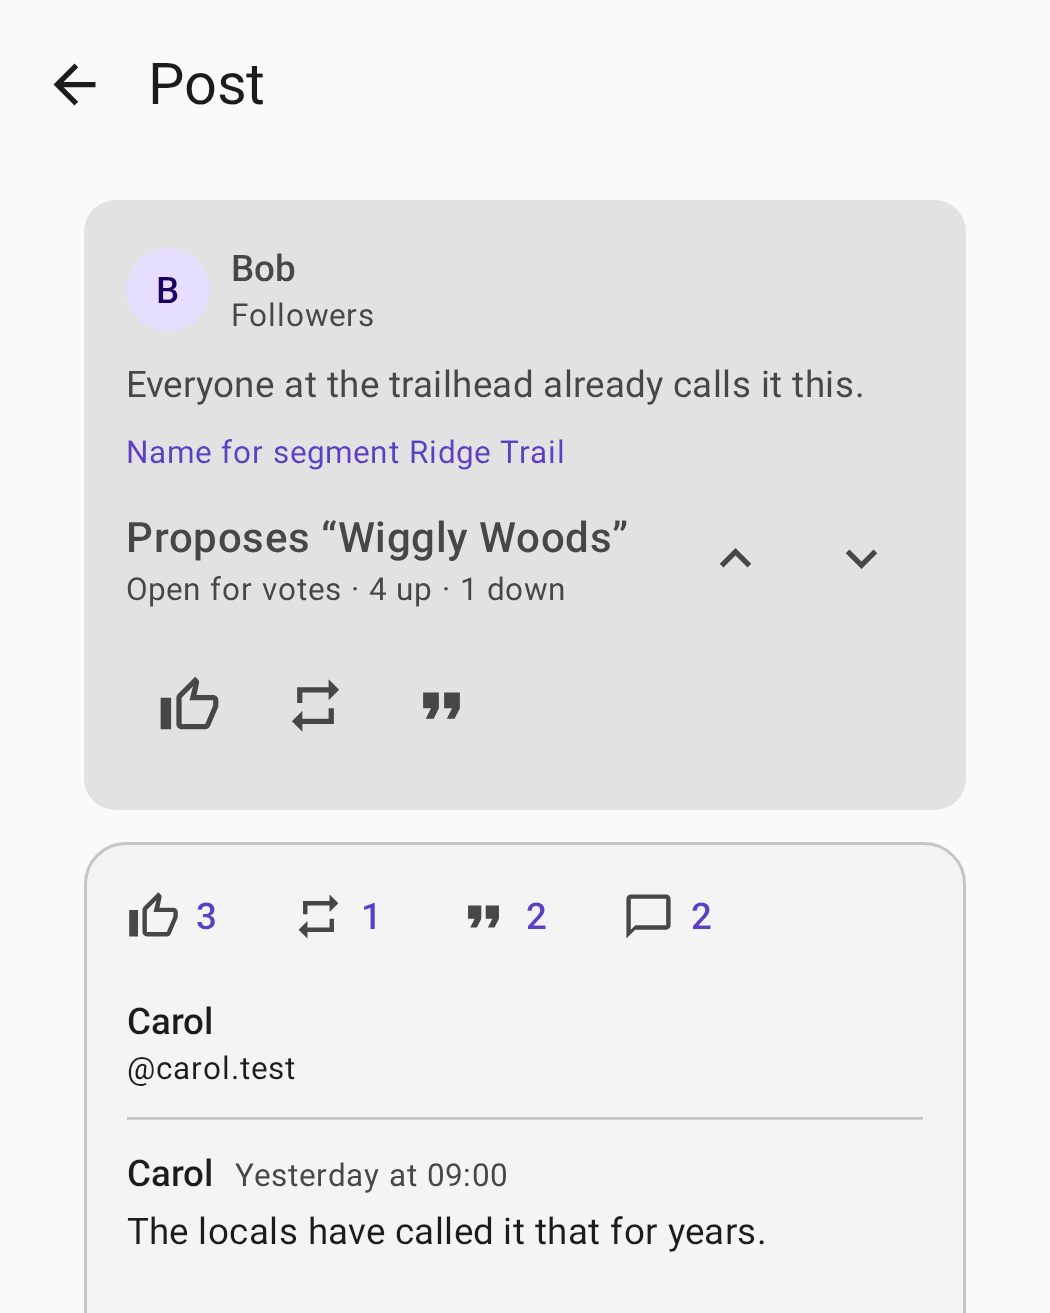 Post
B
Bob
Followers
Everyone at the trailhead already calls it this.
Name for segment Ridge Trail
Proposes “Wiggly Woods”
Open for votes · 4 up · 1 down
3 1 2 2
Carol
@carol.test
Carol Yesterday at 09:00
The locals have called it that for years.